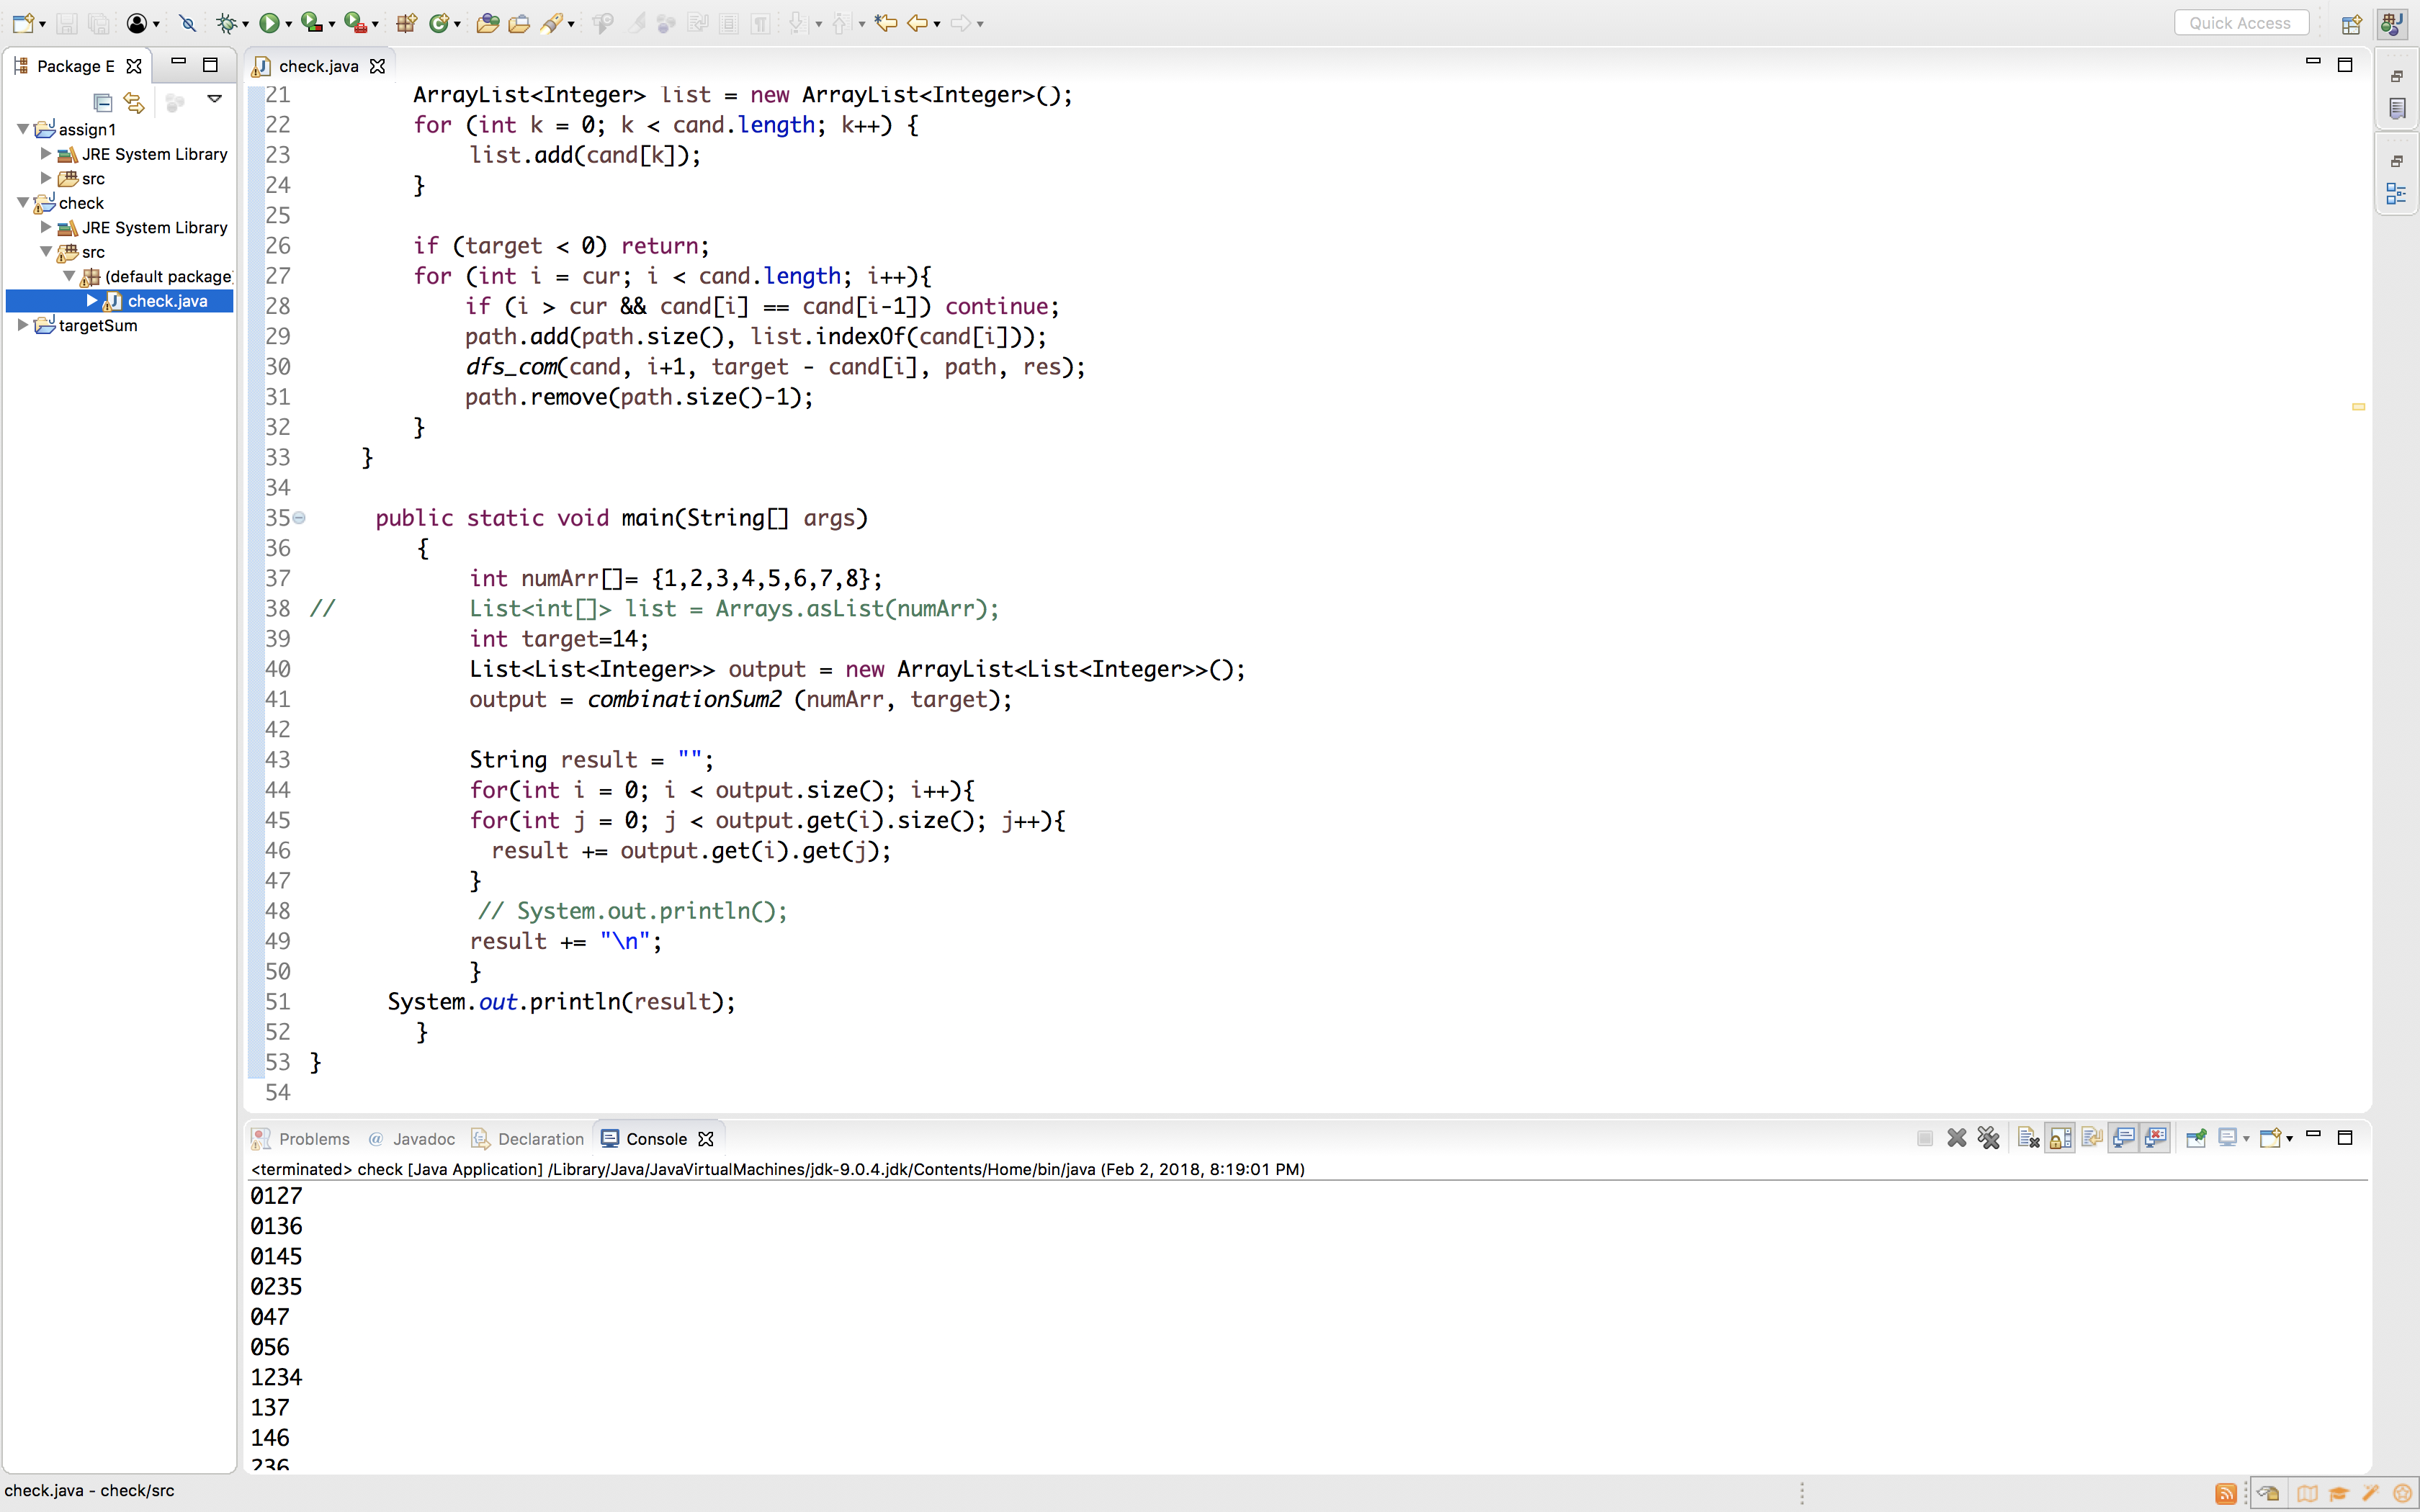 Quick Access
Package E
check.java
assign1
JRE System Library
src
check
JRE System Library
src
(default package
check.java
targetSum
21 ArrayList<Integer> list = new ArrayList<Integer>();
22 for (int k = 0; k < cand.length; k++) {
23 list.add(cand[k]);
24 }
25
26 if (target < 0) return;
27 for (int i = cur; i < cand.length; i++){
28 if (i > cur && cand[i] == cand[i-1]) continue;
29 path.add(path.size(), list.indexOf(cand[i]));
30 dfs_com(cand, i+1, target - cand[i], path, res);
31 path.remove(path.size()-1);
32 }
33 }
34
35 public static void main(String[] args)
36 {
37 int numArr[]= {1,2,3,4,5,6,7,8};
38 // List<int[]> list = Arrays.asList(numArr);
39 int target=14;
40 List<List<Integer>> output = new ArrayList<List<Integer>>();
41 output = combinationSum2 (numArr, target);
42
43 String result = "";
44 for(int i = 0; i < output.size(); i++){
45 for(int j = 0; j < output.get(i).size(); j++){
46 result += output.get(i).get(j);
47 }
48 // System.out.println();
49 result += "\n";
50 }
51 System.out.println(result);
52 }
53 }
54
Problems @ Javadoc Declaration Console
<terminated> check [Java Application] /Library/Java/JavaVirtualMachines/jdk-9.0.4.jdk/Contents/Home/bin/java (Feb 2, 2018, 8:19:01 PM)
0127
0136
0145
0235
047
056
1234
137
146
236
check.java - check/src